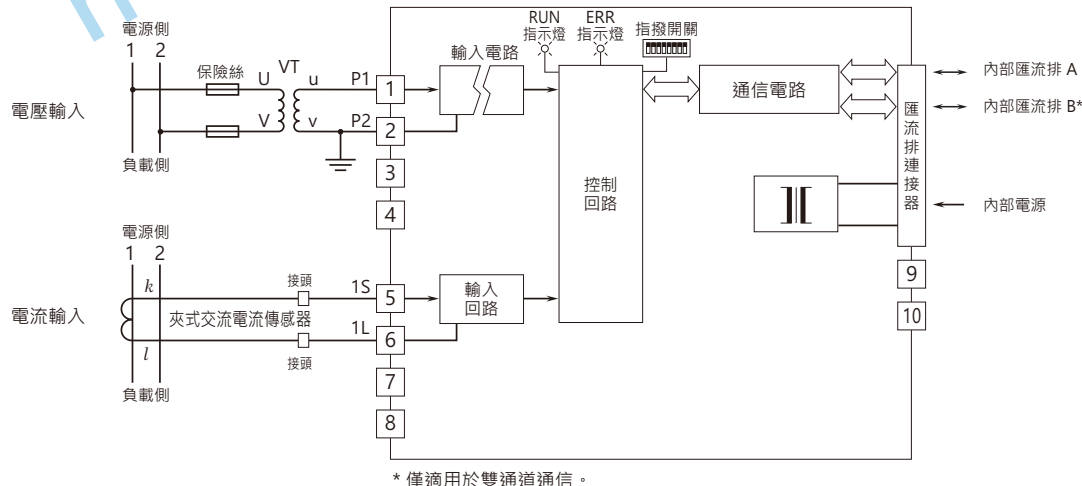 電源側
1 2
保險絲
U VT u P1
V v P2
電壓輸入
負載側
1
2
3
4
輸入電路
RUN
指示燈
ERR
指示燈
指撥開關
控制
回路
通信電路
匯流排連接器
內部匯流排 A
內部匯流排 B*
內部電源
電源側
1 2
k
l
接頭
夾式交流電流傳感器
接頭
1S
1L
電流輸入
負載側
5
6
7
8
輸入
回路
9
10
* 僅適用於雙通道通信。